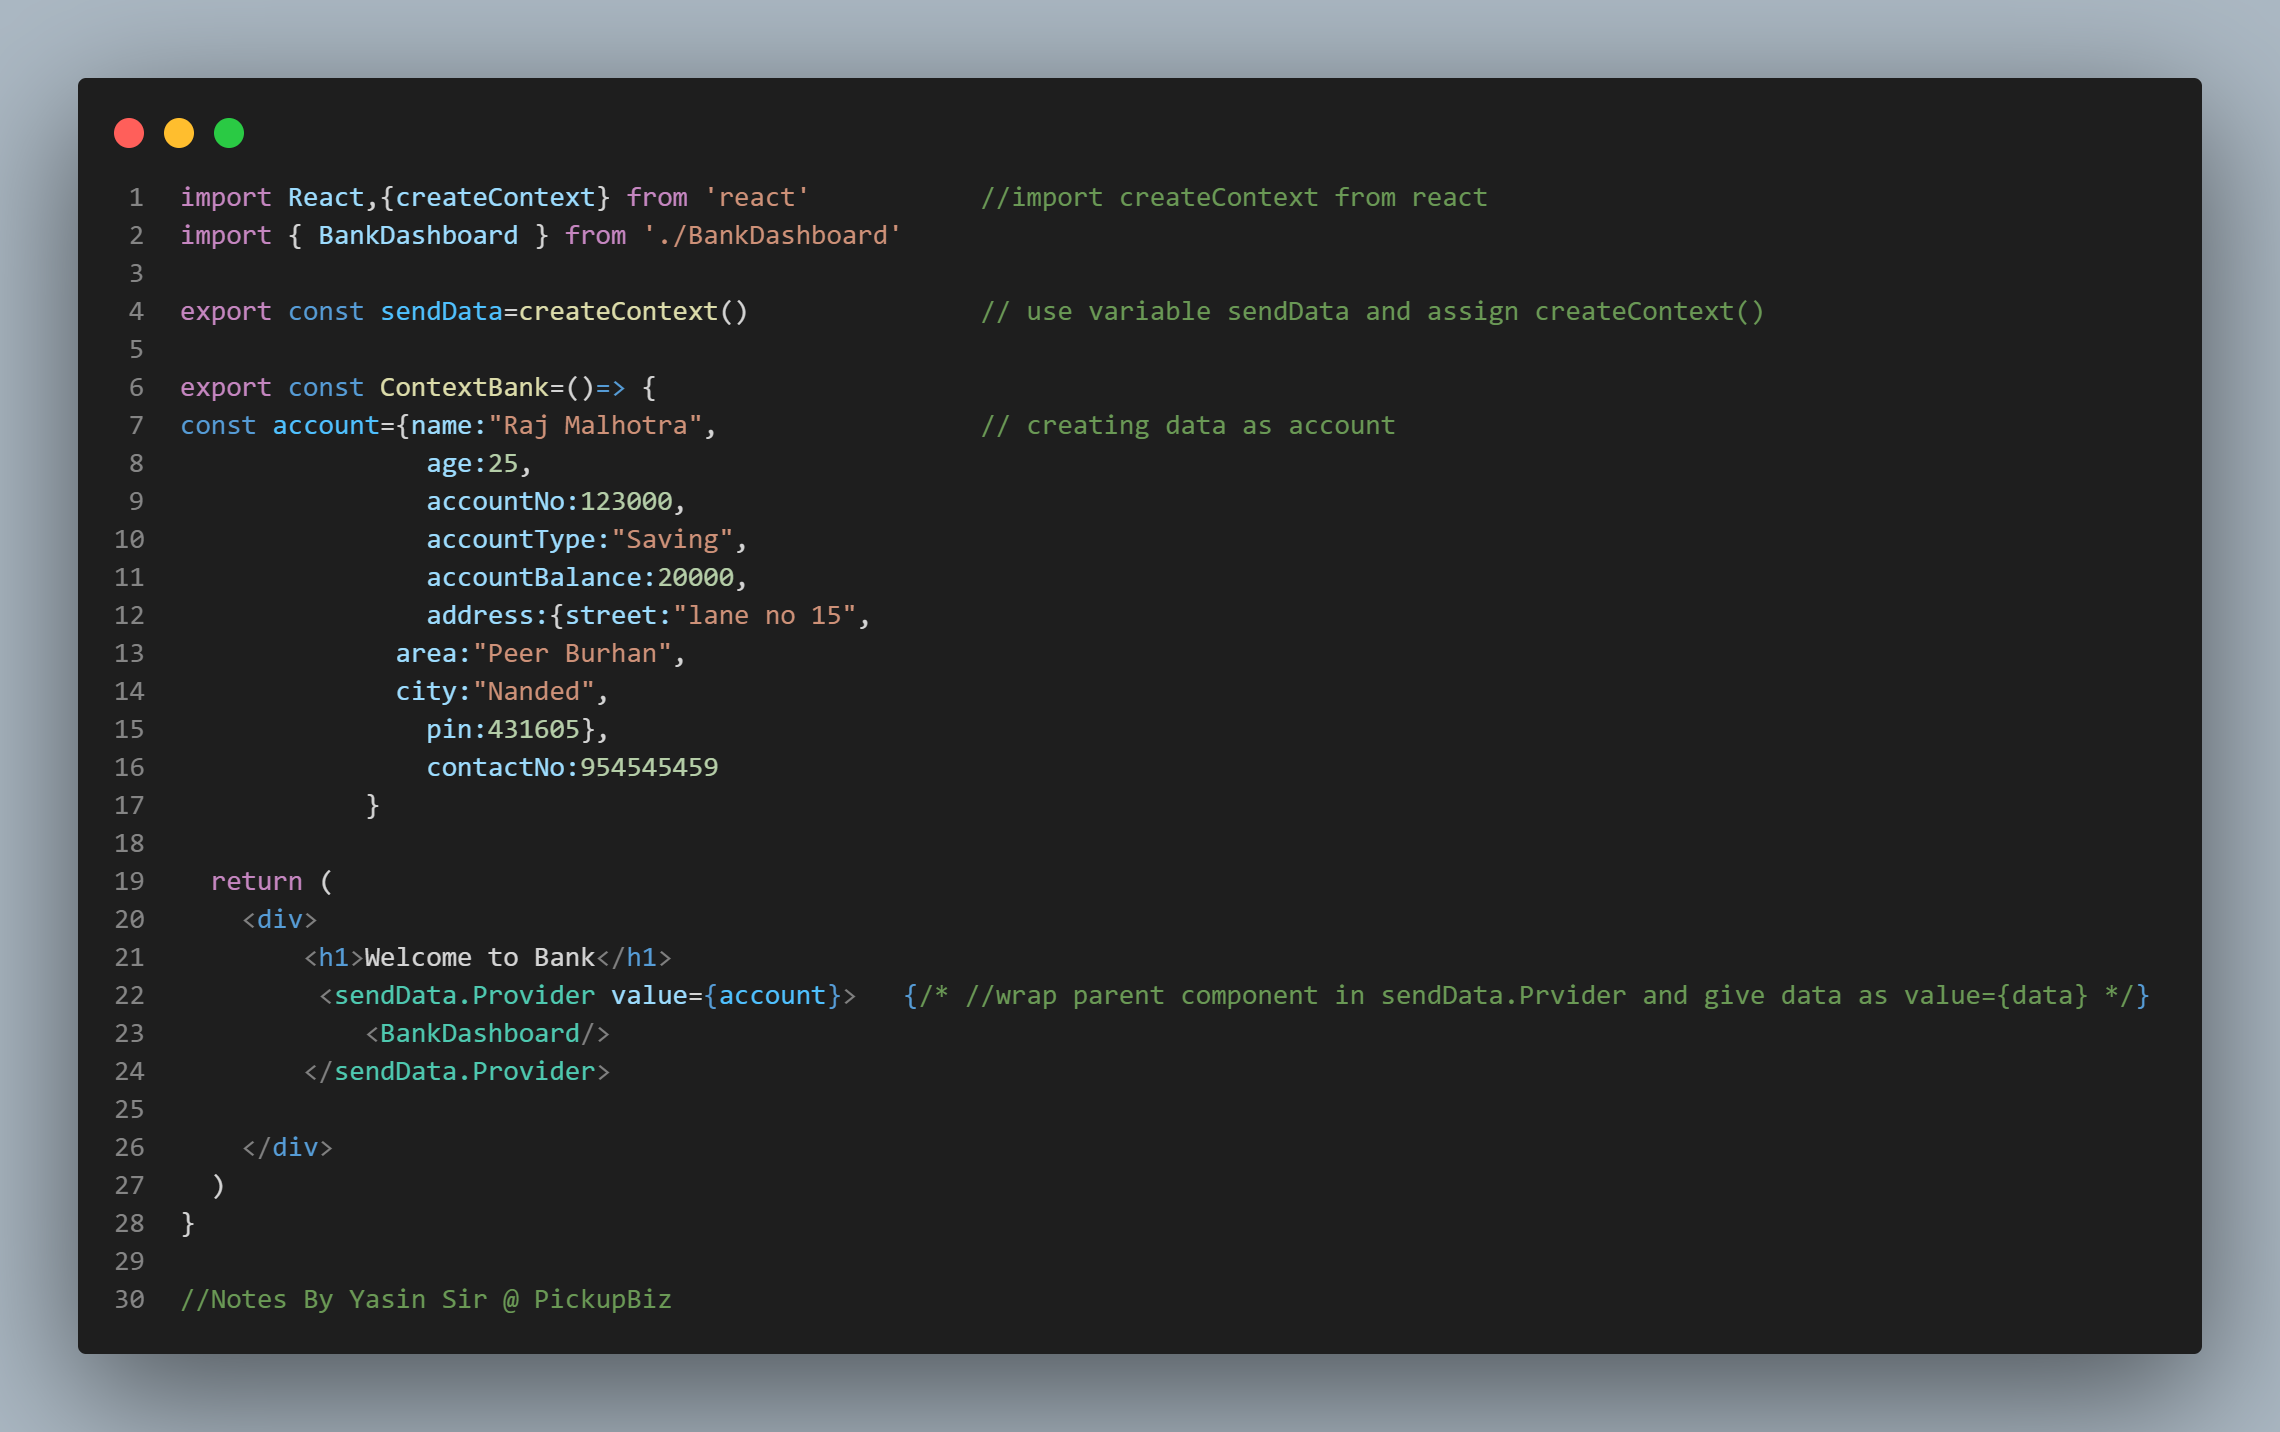 1 import React,{createContext} from 'react' //import createContext from react
2 import { BankDashboard } from './BankDashboard'
3
4 export const sendData=createContext() // use variable sendData and assign createContext()
5
6 export const ContextBank=()=> {
7 const account={name:"Raj Malhotra", // creating data as account
8 age:25,
9 accountNo:123000,
10 accountType:"Saving",
11 accountBalance:20000,
12 address:{street:"lane no 15",
13 area:"Peer Burhan",
14 city:"Nanded",
15 pin:431605},
16 contactNo:954545459
17 }
18
19 return (
20 <div>
21 <h1>Welcome to Bank</h1>
22 <sendData.Provider value={account}> {/* //wrap parent component in sendData.Prvider and give data as value={data} */}
23 <BankDashboard/>
24 </sendData.Provider>
25
26 </div>
27 )
28 }
29
30 //Notes By Yasin Sir @ PickupBiz